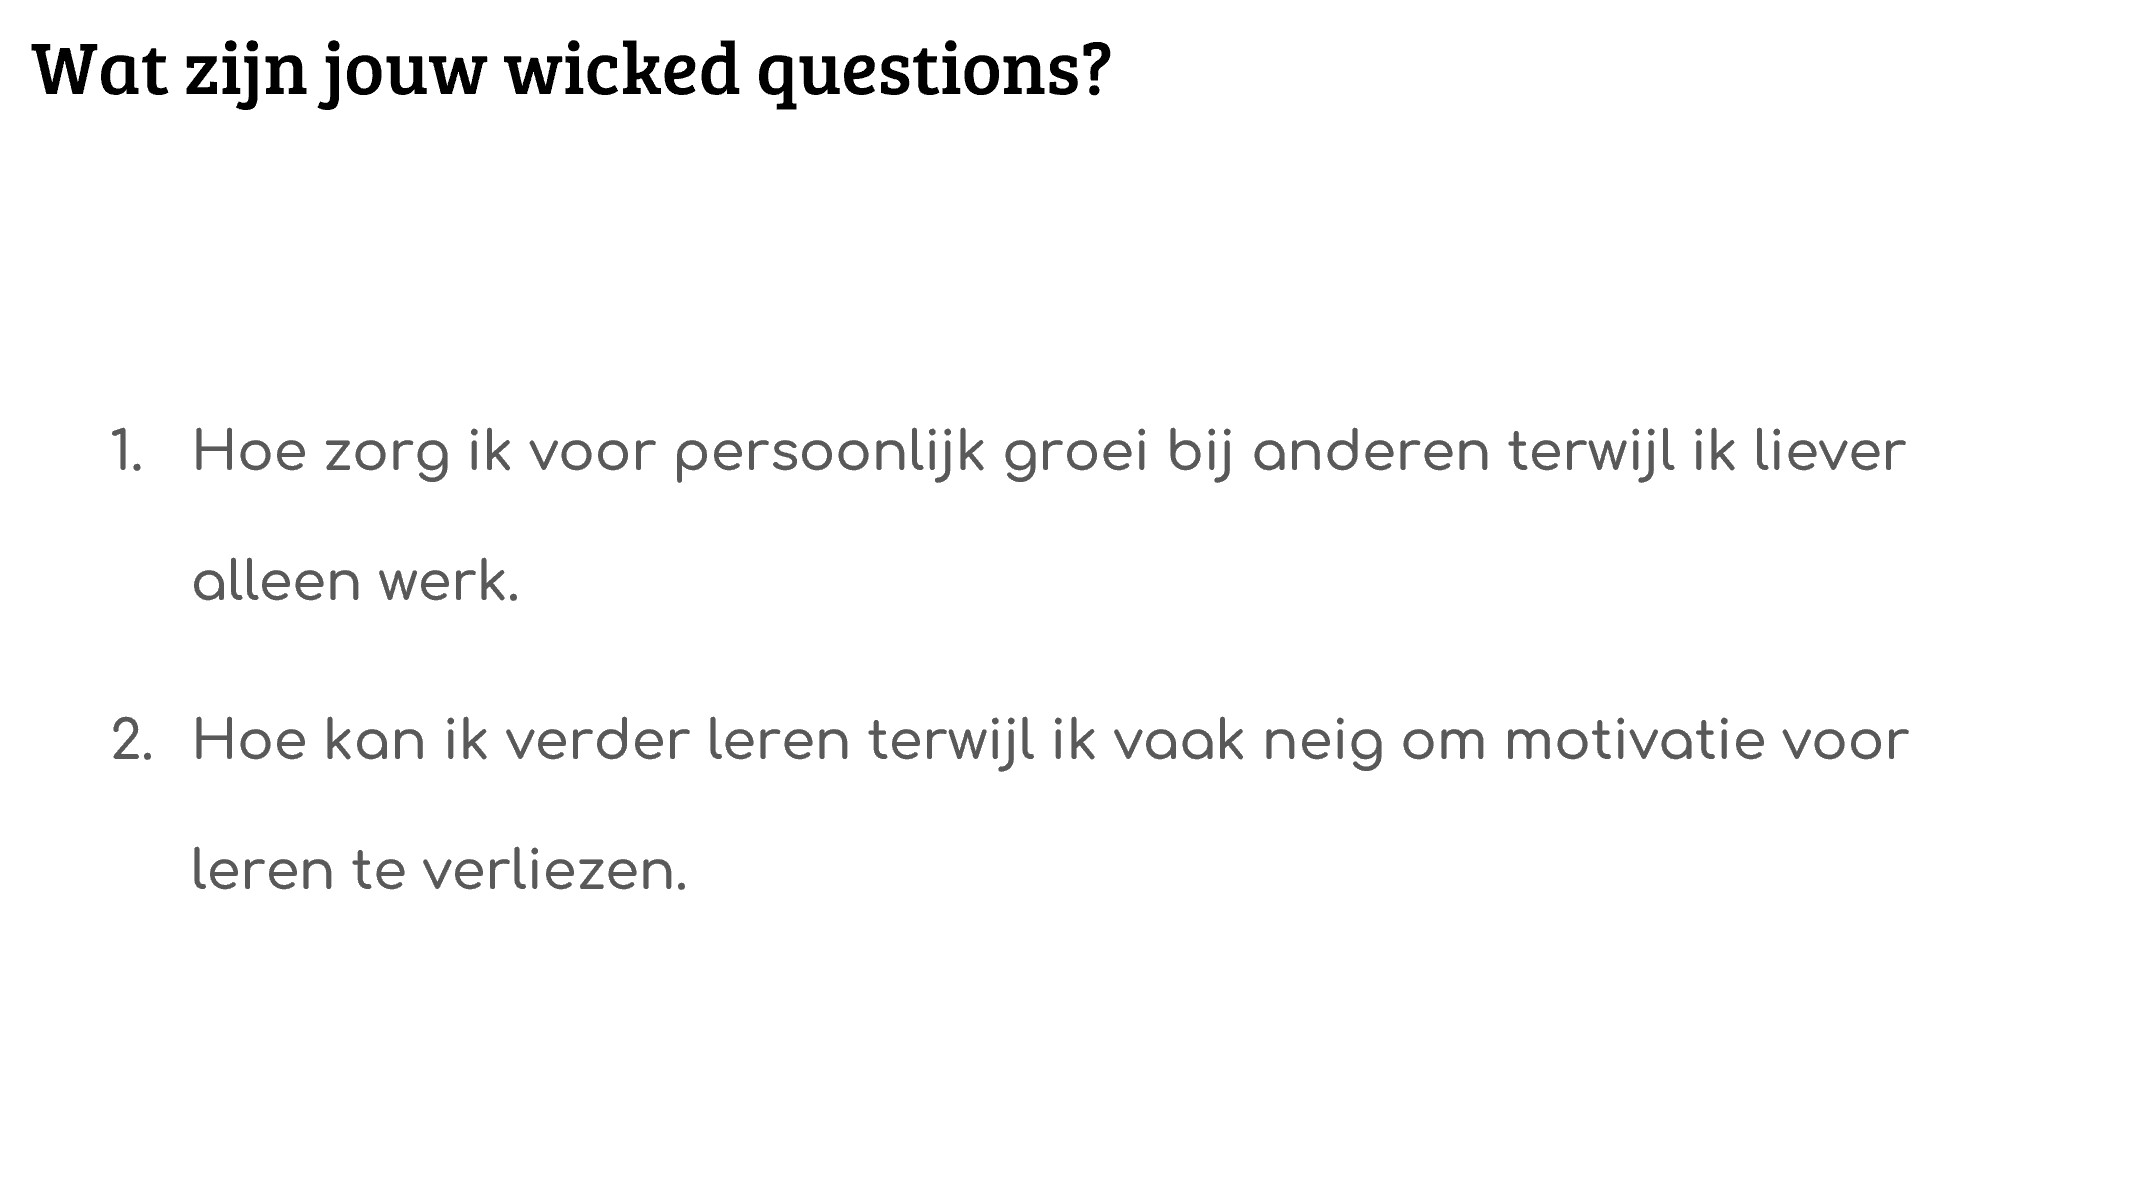 Wat zijn jouw wicked questions?
1. Hoe zorg ik voor persoonlijk groei bij anderen terwijl ik liever
alleen werk.
2. Hoe kan ik verder leren terwijl ik vaak neig om motivatie voor
leren te verliezen.